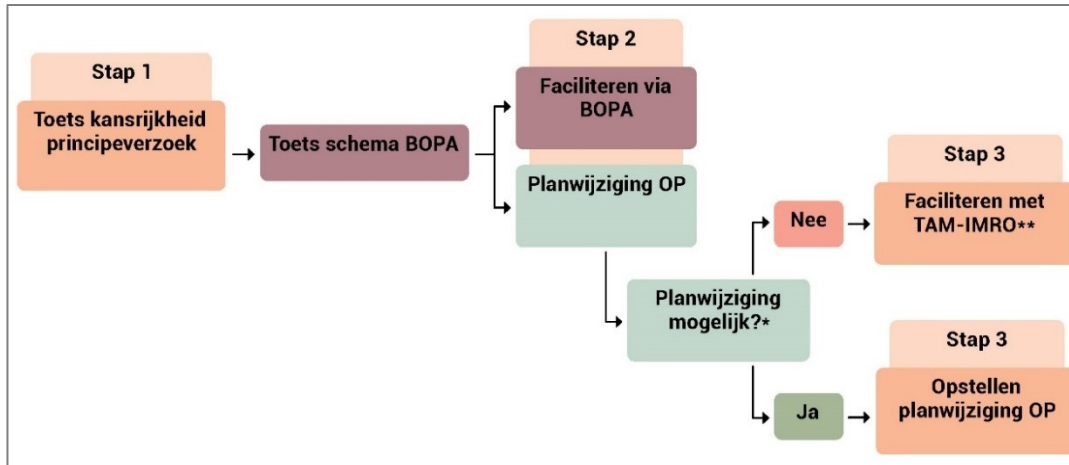 Stap 1
Toets kansrijkheid
principeverzoek
Toets schema BOPA
Stap 2
Faciliteren via
BOPA
Planwijziging OP
Planwijziging
mogelijk?*
Nee
Stap 3
Faciliteren met
TAM-IMRO**
Ja
Stap 3
Opstellen
planwijziging OP